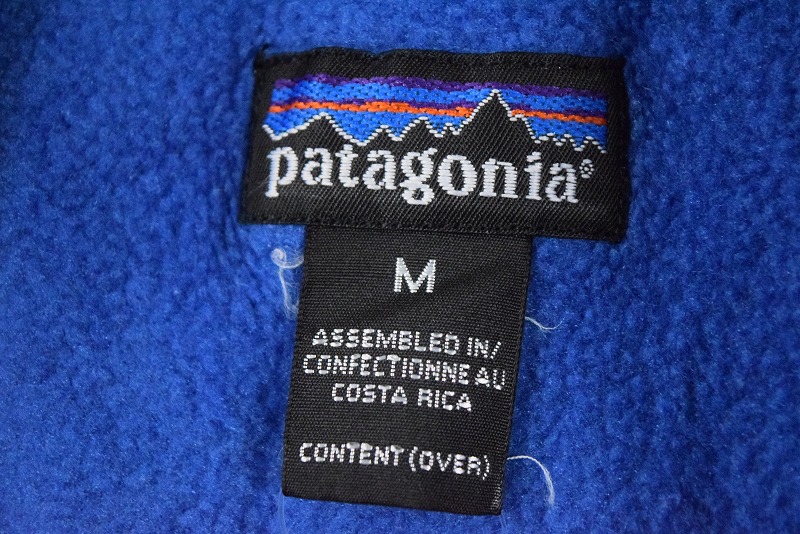 patagonia®
M
ASSEMBLED IN/
CONFECTIONNE AU
COSTA RICA
CONTENT (OVER)